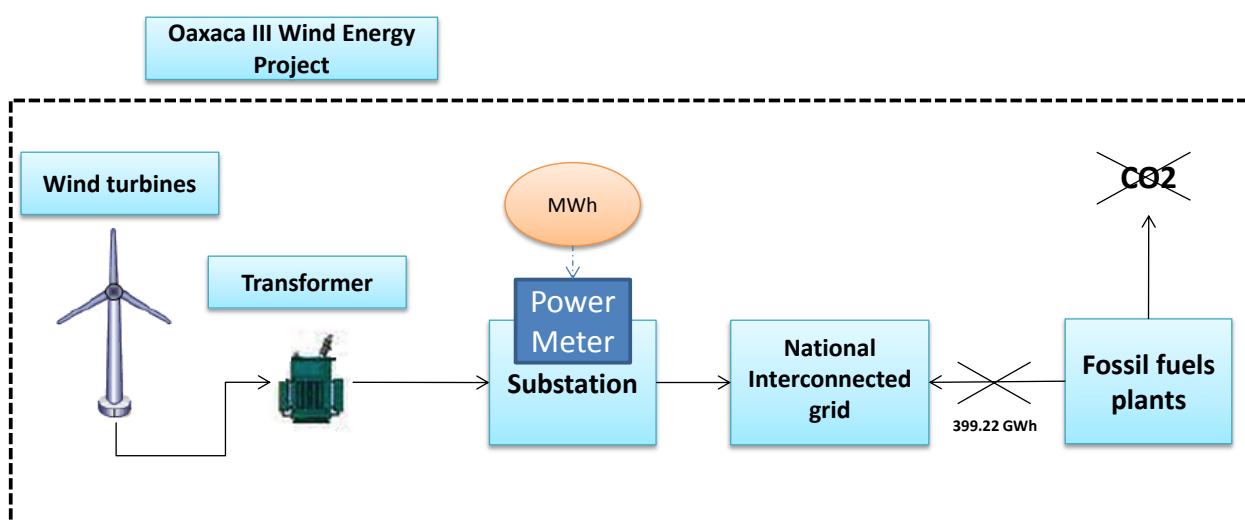 Oaxaca III Wind Energy
Project
Wind turbines
CO2
MWh
Transformer
Power
Meter
Substation
National
Interconnected
grid
Fossil fuels
plants
399.22 GWh